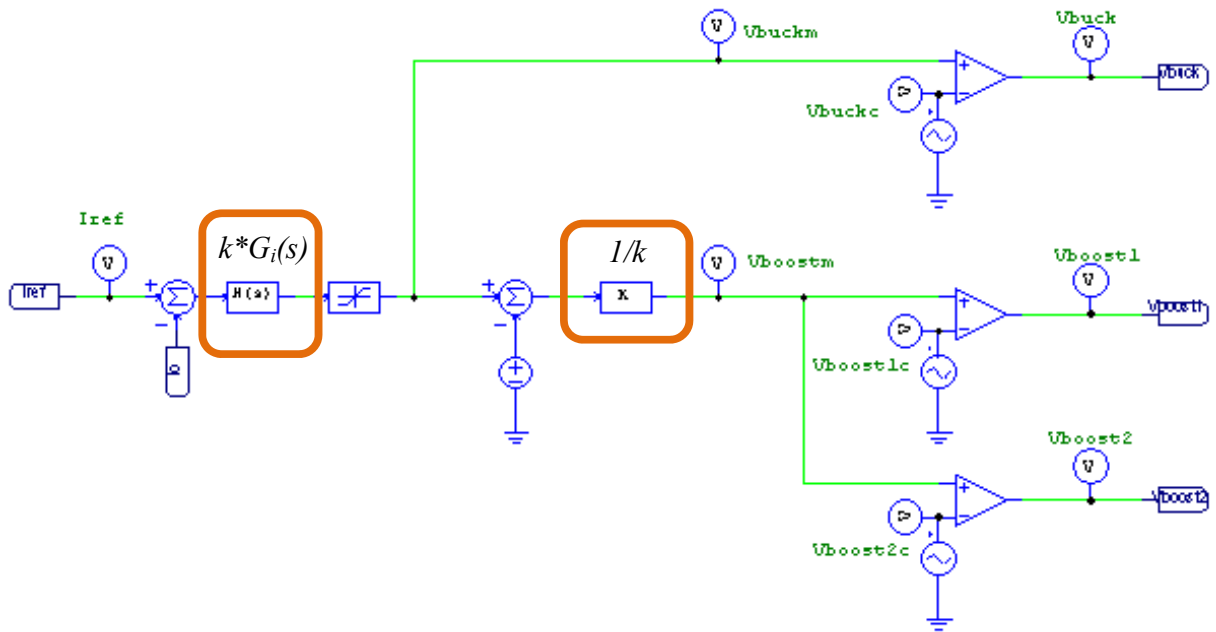 V
Vbuckm
Vbuck
V
Vbuck
V
Vbuckc
Iref
V
Iref
k*Gi(s)
H(s)
1/k
K
V
Vboostm
Vboost1
V
Vboost1
V
Vboost1c
Vboost2
V
Vboost2
V
Vboost2c